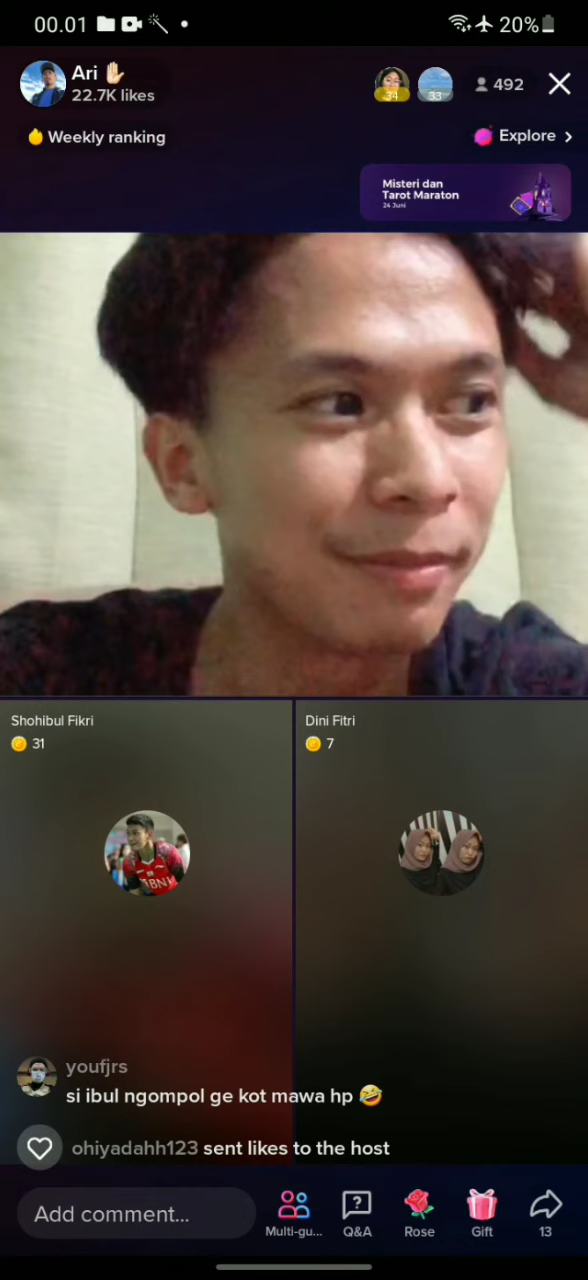 00.01
20%
Ari ✋🏻
22.7K likes
34
33
492
Weekly ranking
Explore >
Misteri dan
Tarot Maraton
24 Juni
Shohibul Fikri
31
Dini Fitri
7
BNI
youfjrs
si ibul ngompol ge kot mawa hp 🤣
ohiyadahh123 sent likes to the host
Add comment...
Multi-gu...
Q&A
Rose
Gift
13